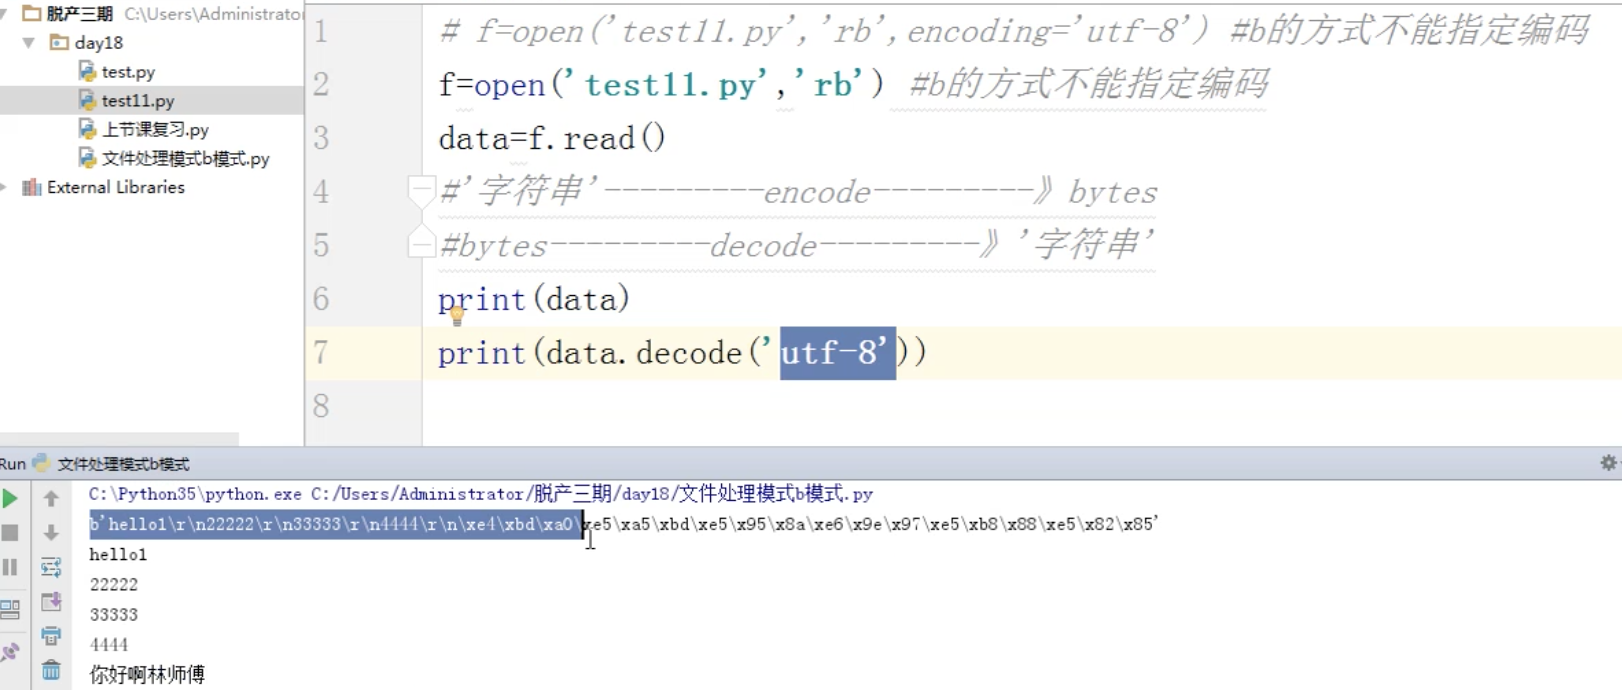 脱产三期 C:\Users\Administrator
day18
test.py
test11.py
上节课复习.py
文件处理模式b模式.py
External Libraries
1 # f=open('test11.py','rb',encoding='utf-8') #b的方式不能指定编码
2 f=open('test11.py','rb') #b的方式不能指定编码
3 data=f.read()
4 #'字符串'---------encode---------》bytes
5 #bytes---------decode---------》'字符串'
6 print(data)
7 print(data.decode('utf-8'))
8
Run 文件处理模式b模式
C:\Python35\python.exe C:/Users/Administrator/脱产三期/day18/文件处理模式b模式.py
b'hello1\r\n22222\r\n33333\r\n4444\r\n\xe4\xbd\xa0\xe5\xa5\xbd\xe5\x95\x8a\xe6\x9e\x97\xe5\xb8\x88\xe5\x82\x85'
hello1
22222
33333
4444
你好啊林师傅